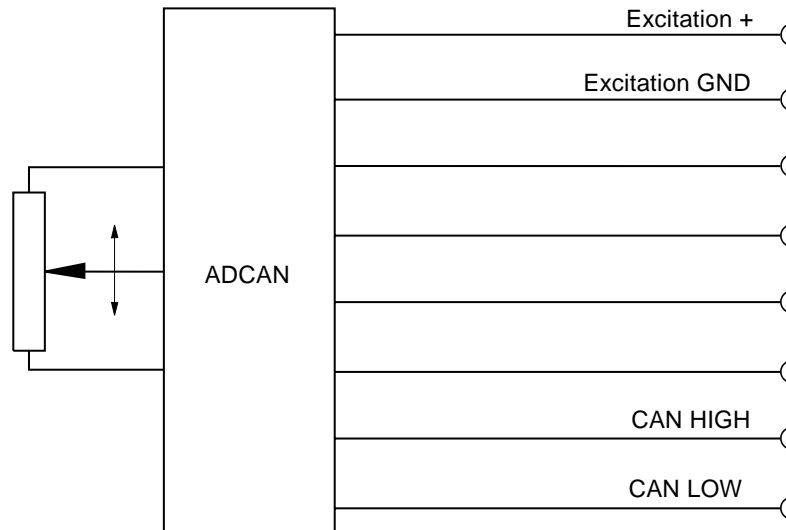 Excitation +
Excitation GND
ADCAN
CAN HIGH
CAN LOW